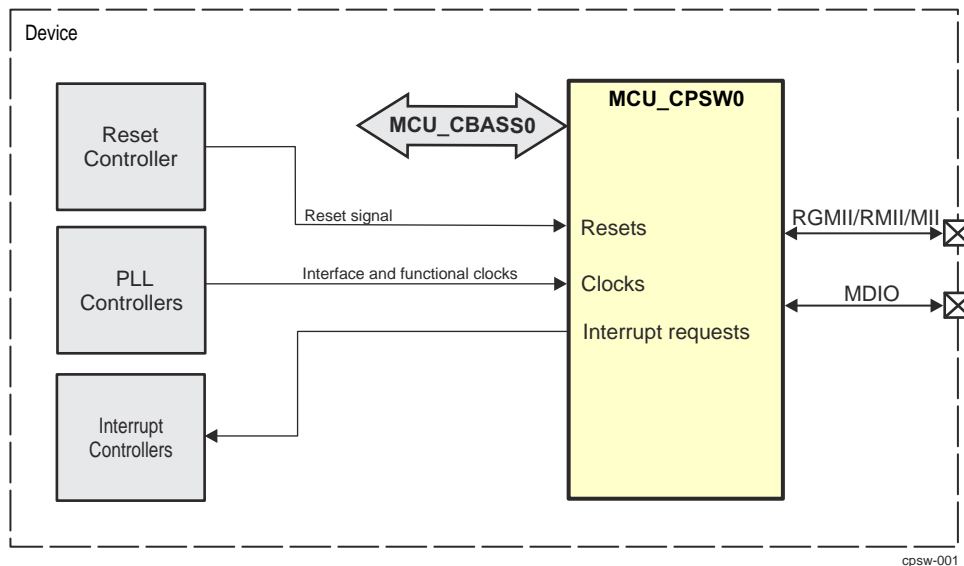 Device
MCU_CPSW0
MCU_CBASS0
Reset
Controller
Reset signal
Resets
RGMII/RMII/MII
PLL
Controllers
Interface and functional clocks
Clocks
MDIO
Interrupt requests
Interrupt
Controllers
cpsw-001